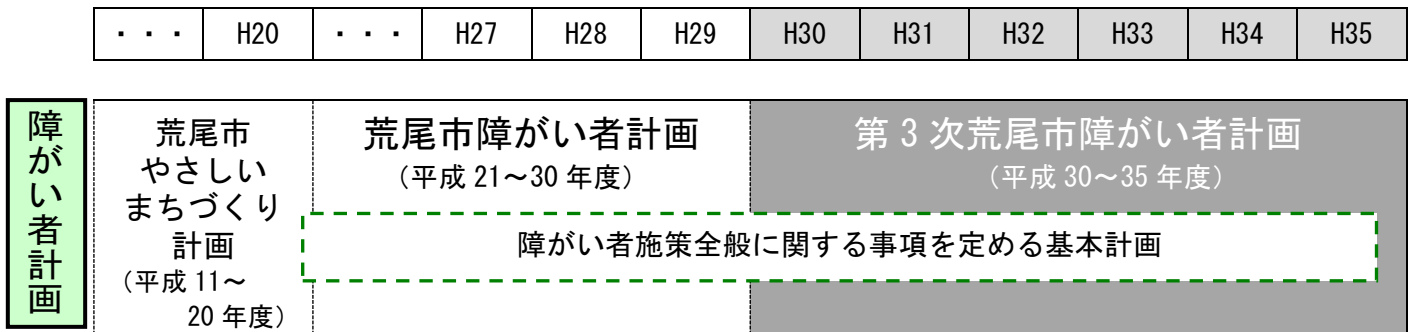 ・・・ H20 ・・・ H27 H28 H29 H30 H31 H32 H33 H34 H35
障がい者計画
荒尾市
やさしい
まちづくり
計画
（平成 11～
20 年度）
荒尾市障がい者計画
（平成 21～30 年度）
第 3 次荒尾市障がい者計画
（平成 30～35 年度）
障がい者施策全般に関する事項を定める基本計画